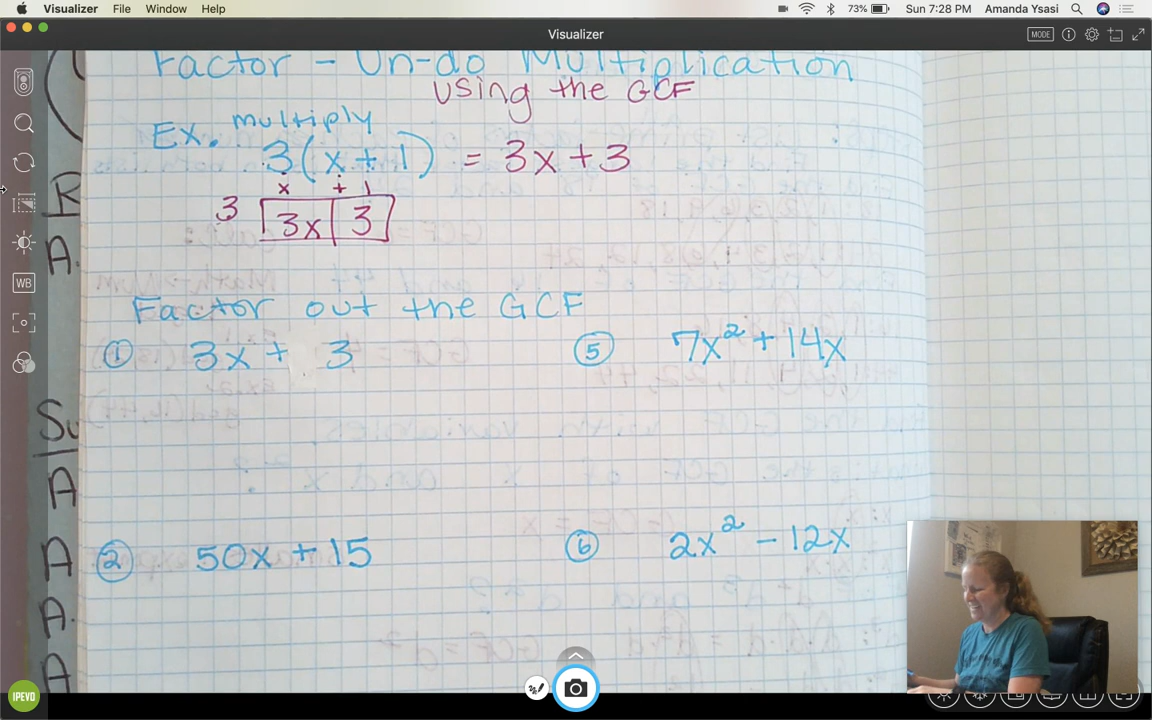 Visualizer File Window Help 73% Sun 7:28 PM Amanda Ysasi
Visualizer
MODE
Factor - Un-do Multiplication
using the GCF
Ex. multiply
3(x + 1) = 3x + 3
x + 1
3 3x 3
R
A.
Factor out the GCF
① 3x + 3
⑤ 7x² + 14x
Su
A
② 50x + 15
⑥ 2x² - 12x
A
A.
A
WB
IPEVO